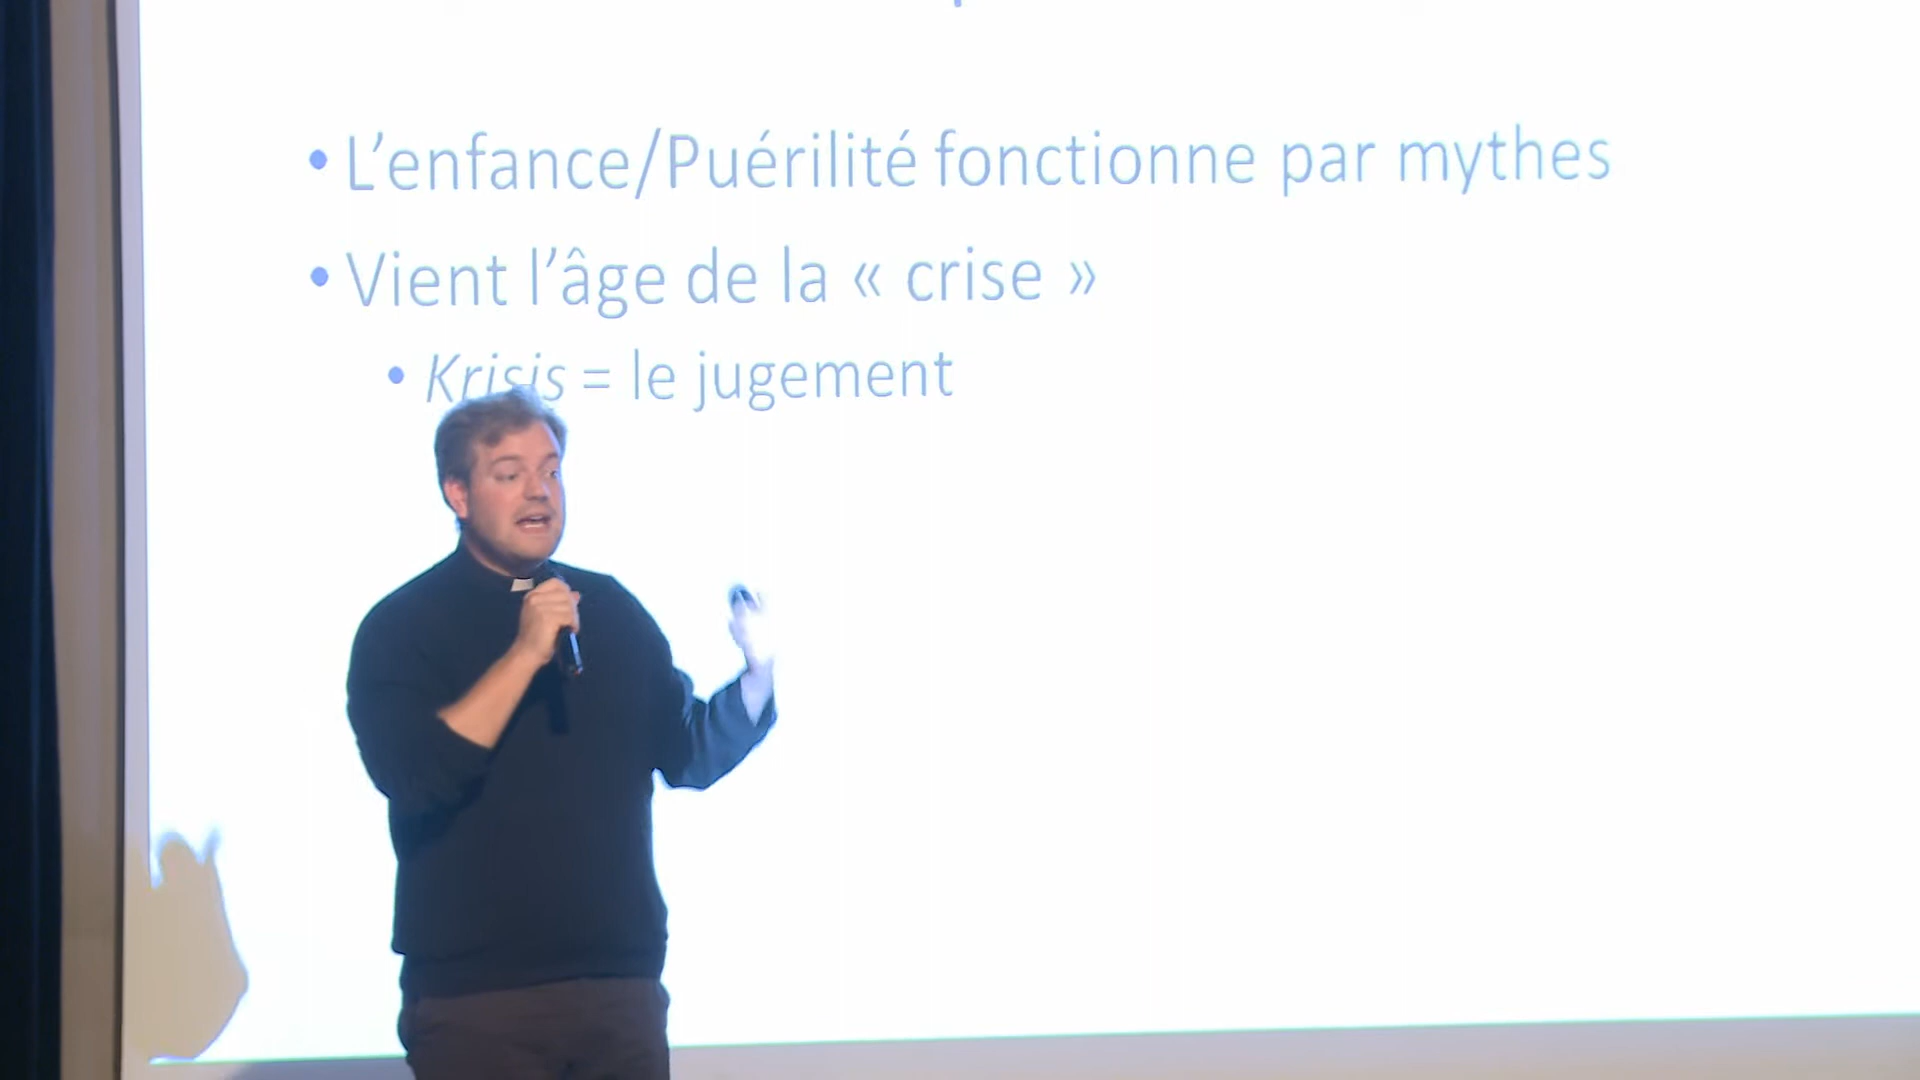 • L’enfance/Puérilité fonctionne par mythes
• Vient l’âge de la « crise »
• Krisis = le jugement